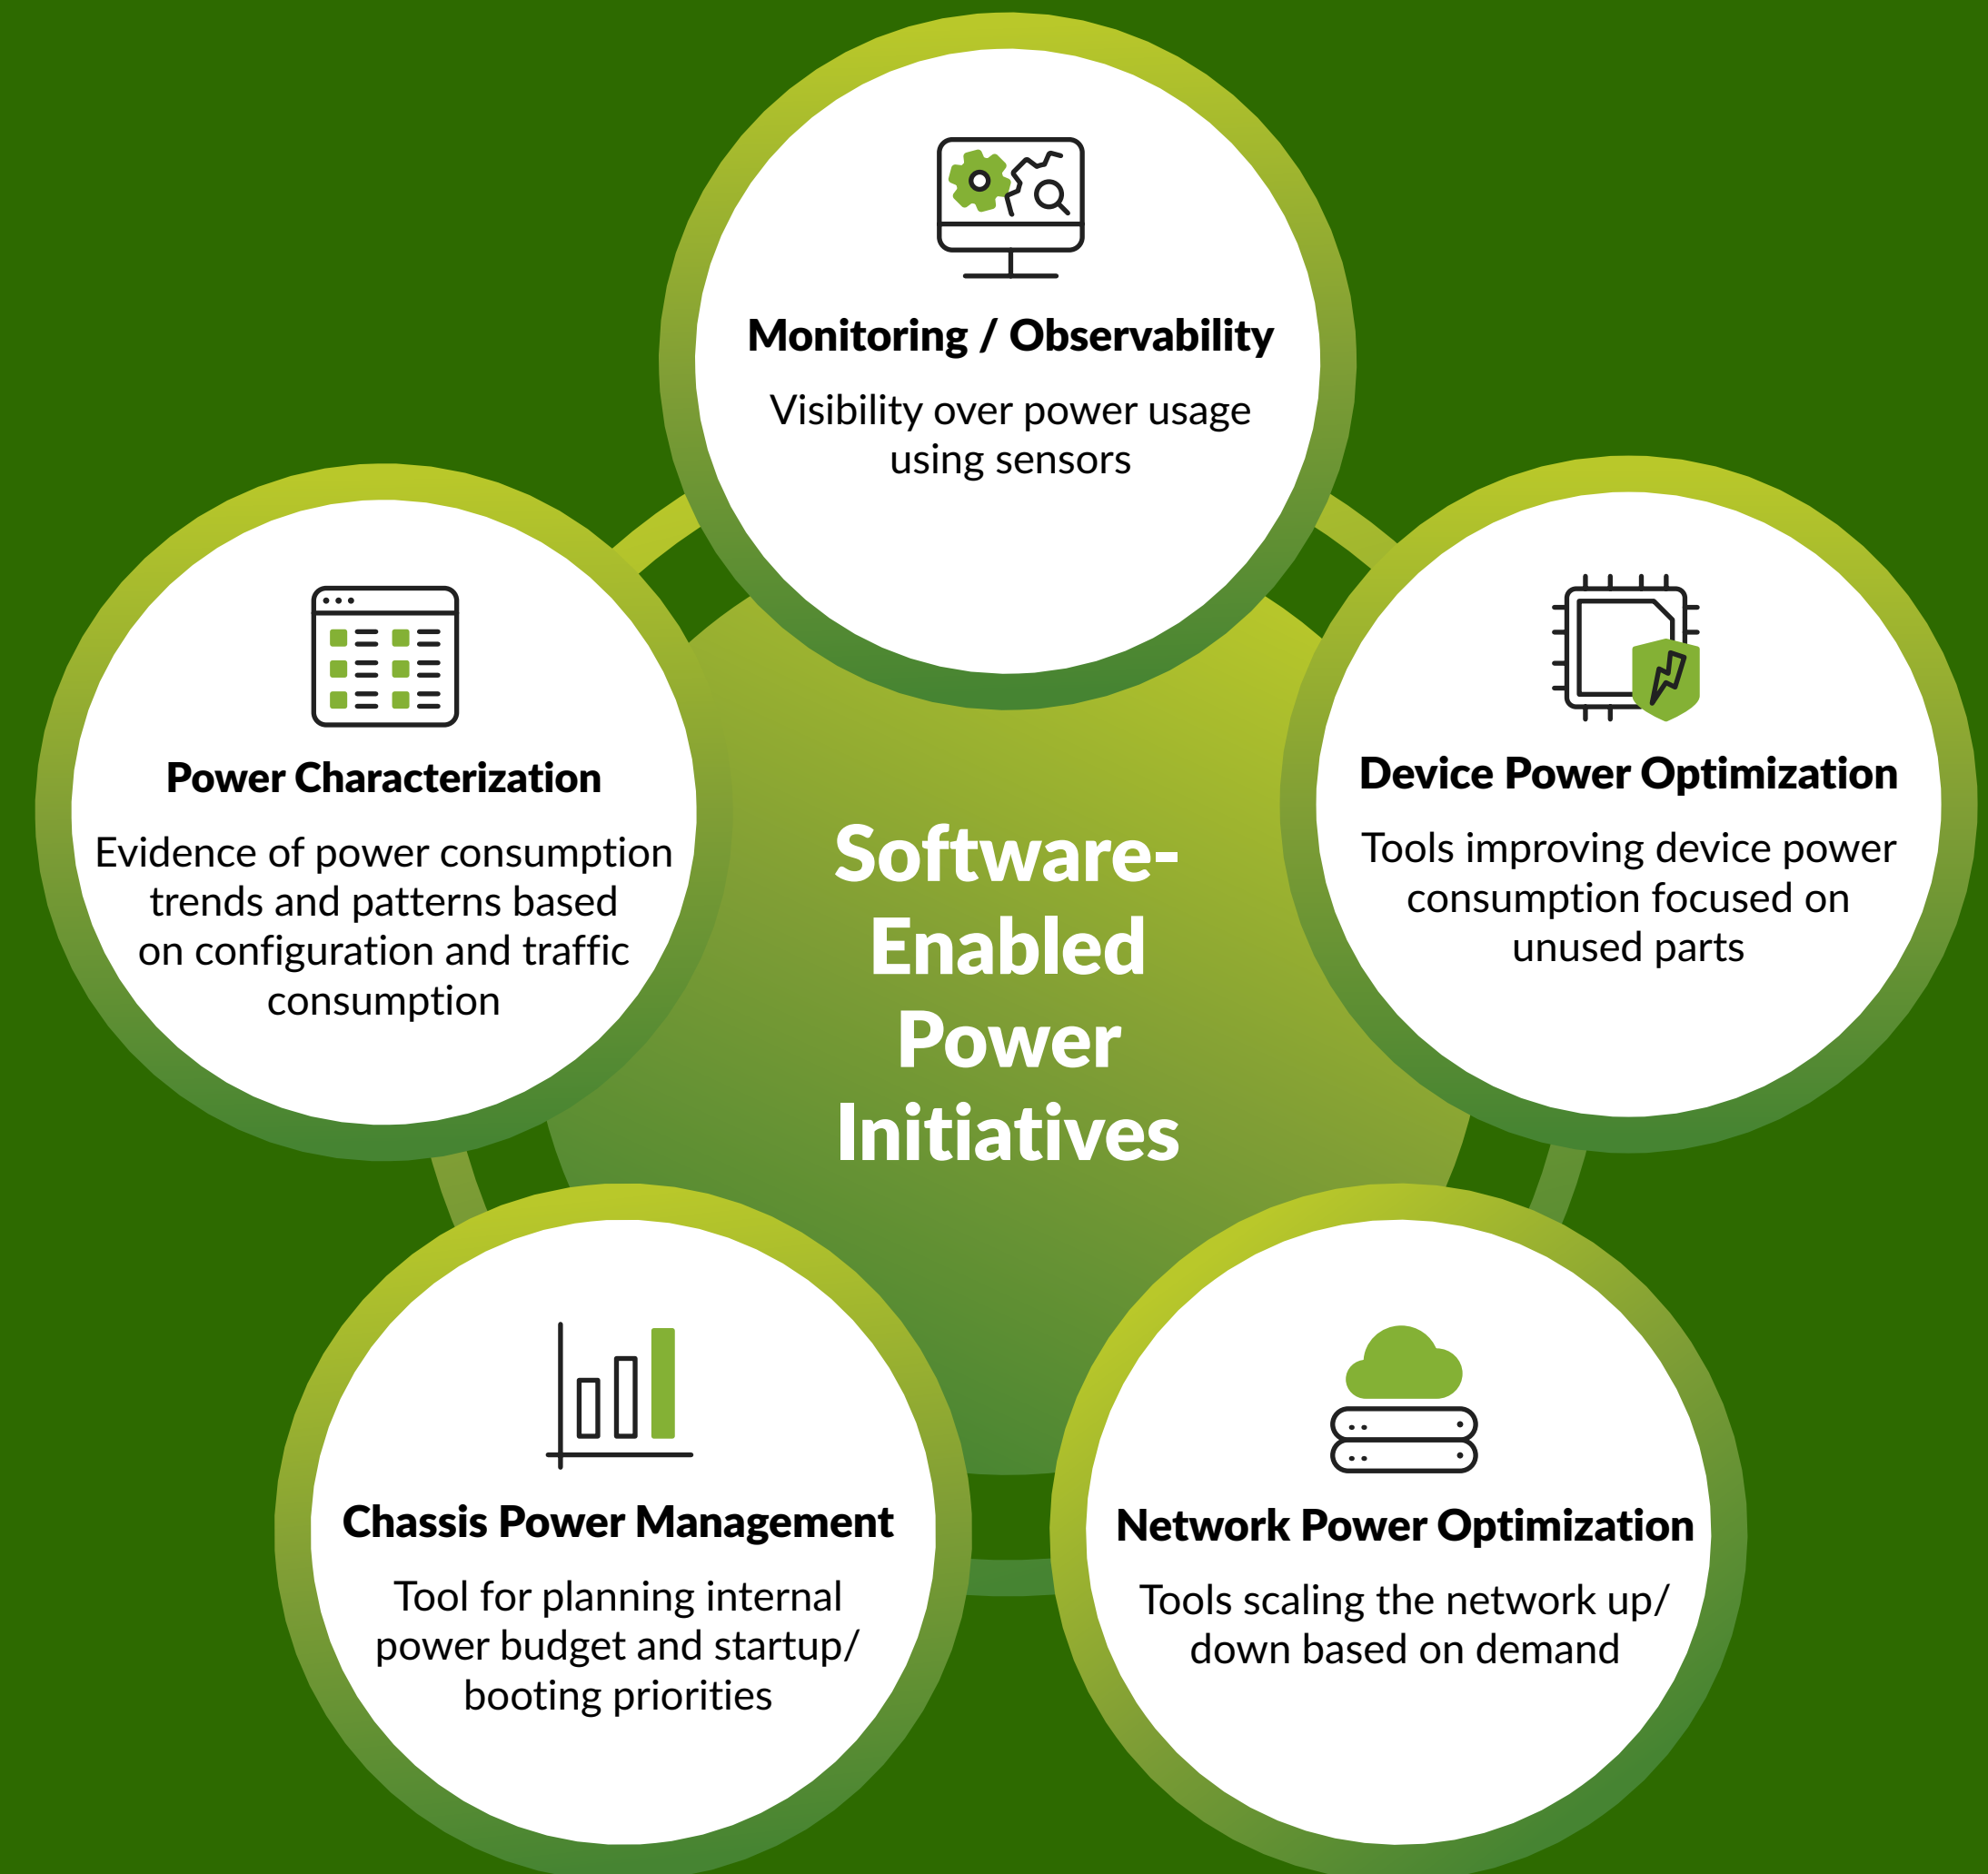 Monitoring / Observability
Visibility over power usage
using sensors
Power Characterization
Evidence of power consumption
trends and patterns based
on configuration and traffic
consumption
Device Power Optimization
Tools improving device power
consumption focused on
unused parts
Software-
Enabled
Power
Initiatives
Chassis Power Management
Tool for planning internal
power budget and startup/
booting priorities
Network Power Optimization
Tools scaling the network up/
down based on demand